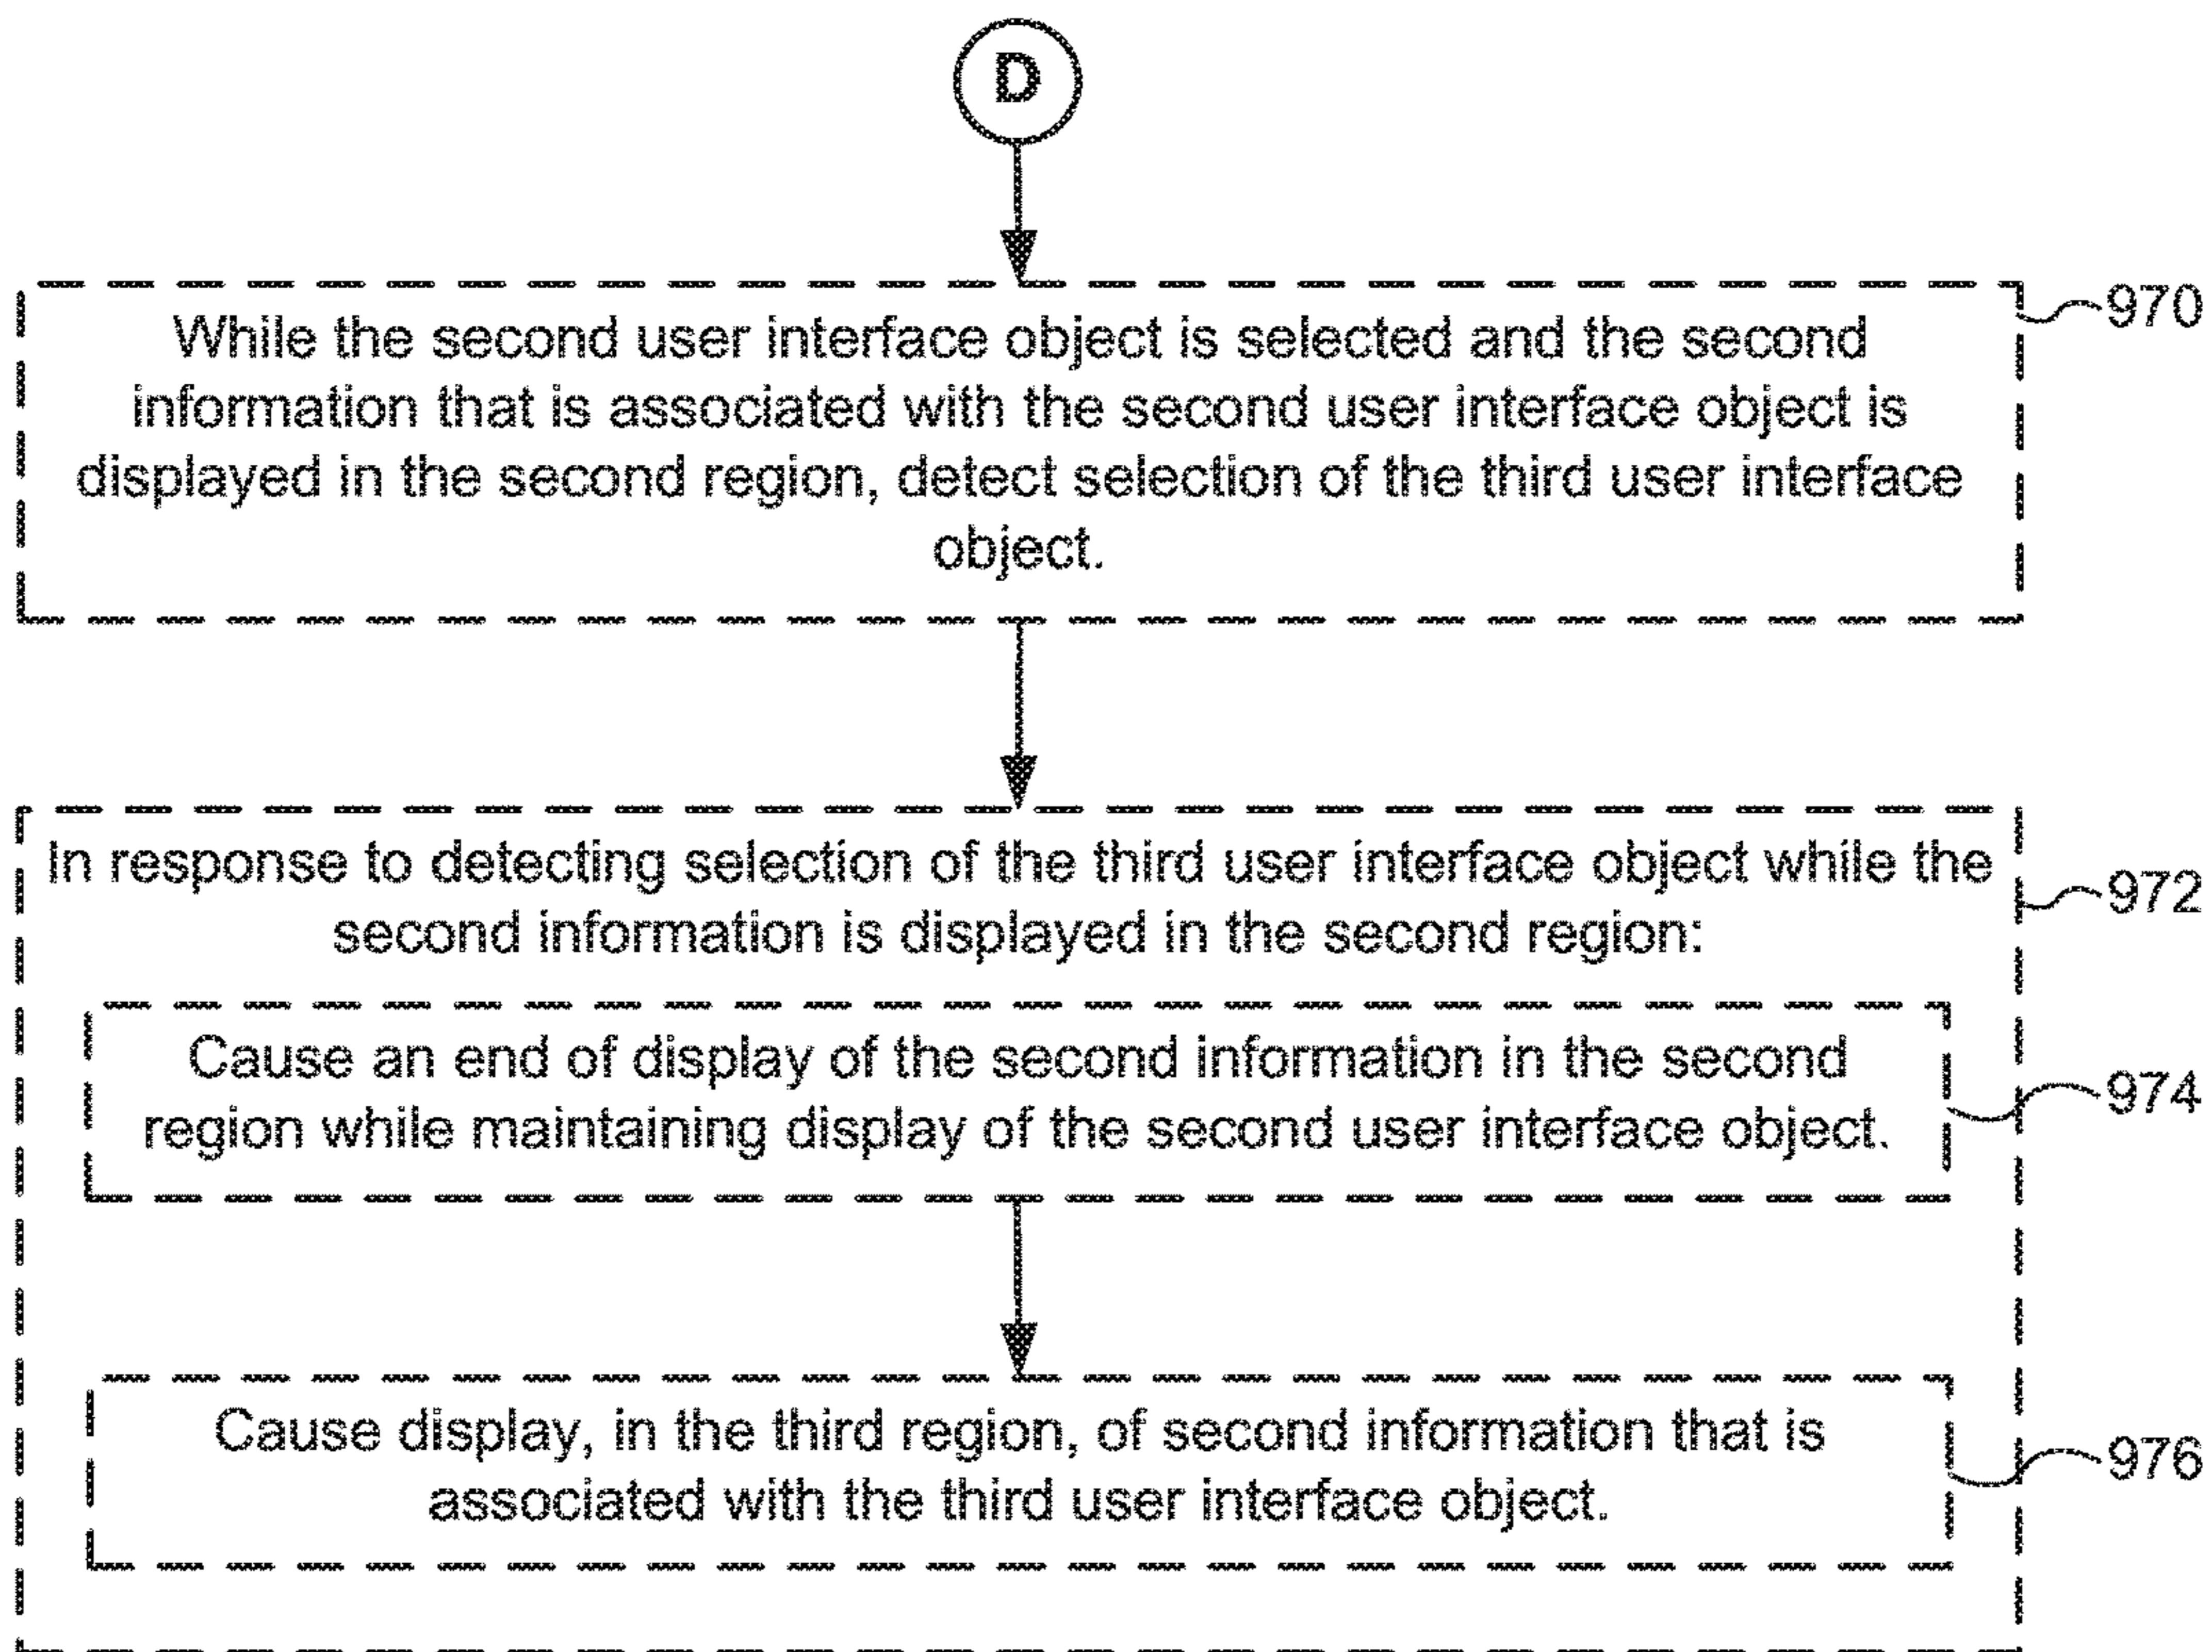 D
970
While the second user interface object is selected and the second
information that is associated with the second user interface object is
displayed in the second region, detect selection of the third user interface
object.
In response to detecting selection of the third user interface object while the
second information is displayed in the second region:
972
Cause an end of display of the second information in the second
region while maintaining display of the second user interface object.
974
Cause display, in the third region, of second information that is
associated with the third user interface object.
976